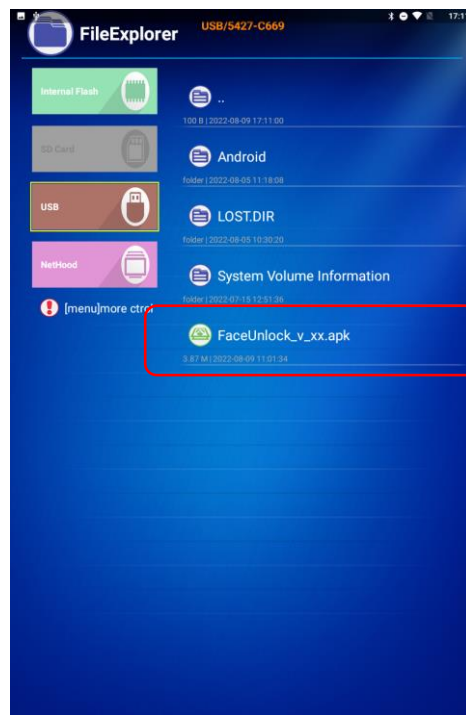 17:1
FileExplorer
USB/5427-C669
Internal Flash
SD Card
USB
NetHood
[menu]more ctrol
..
100 B | 2022-08-09 17:11:00
Android
folder | 2022-08-05 11:18:08
LOST.DIR
folder | 2022-08-05 10:30:20
System Volume Information
folder | 2022-07-15 12:51:36
FaceUnlock_v_xx.apk
3.87 M | 2022-08-09 11:01:34